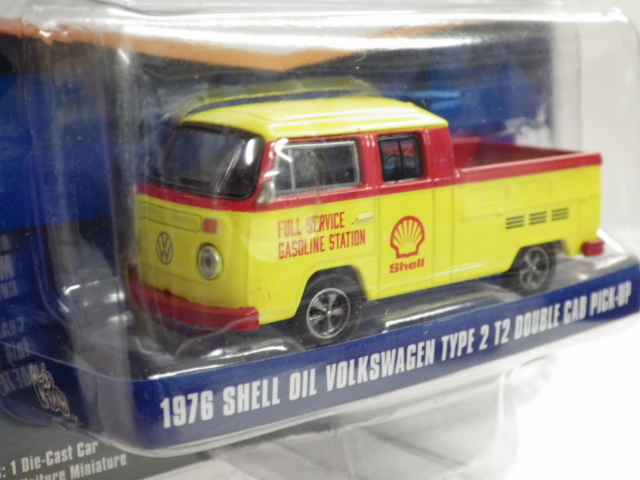 FULL SERVICE
GASOLINE STATION
Shell
1976 SHELL OIL VOLKSWAGEN TYPE 2 T2 DOUBLE CAB PICK-UP
1 Die-Cast Car
Miniature